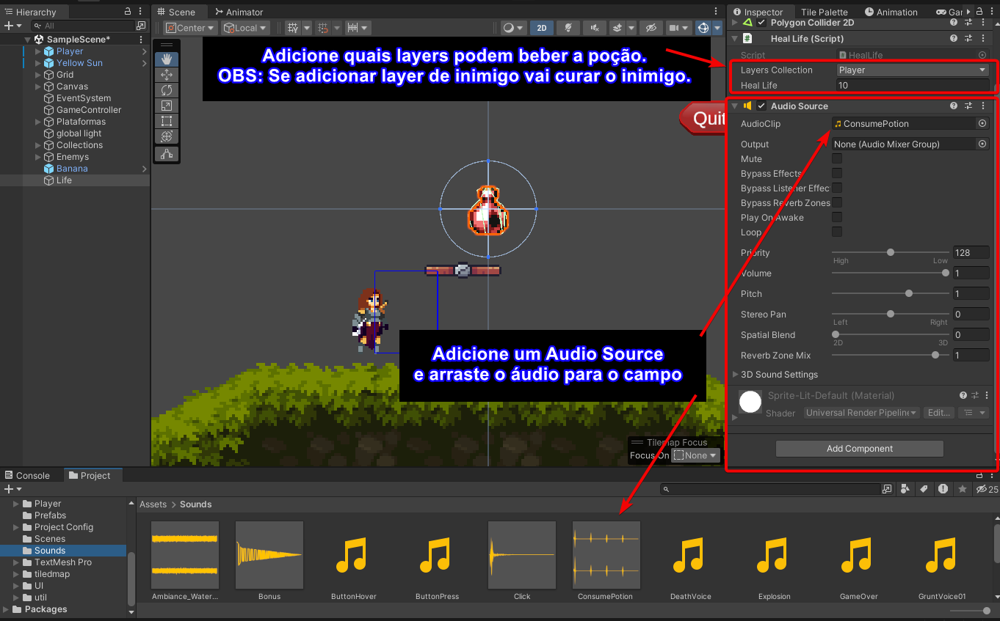 Hierarchy
All
SampleScene*
Player
Yellow Sun
Grid
Canvas
EventSystem
GameController
Plataformas
global light
Collections
Enemys
Banana
Life
Scene
Animator
Center
Local
2D
Adicione quais layers podem beber a poção.
OBS: Se adicionar layer de inimigo vai curar o inimigo.
Quit
Adicione um Audio Source
e arraste o áudio para o campo
Tilemap Focus
Focus On
None
Inspector
Tile Palette
Animation
Gar
Polygon Collider 2D
Heal Life (Script)
Script
HealLife
Layers Collection
Player
Heal Life
10
Audio Source
AudioClip
ConsumePotion
Output
None (Audio Mixer Group)
Mute
Bypass Effects
Bypass Listener Effec
Bypass Reverb Zones
Play On Awake
Loop
Priority
128
High
Low
Volume
1
Pitch
1
Stereo Pan
0
Left
Right
Spatial Blend
0
2D
3D
Reverb Zone Mix
1
3D Sound Settings
Sprite-Lit-Default (Material)
Shader
Universal Render Pipeline
Edit...
Add Component
Console
Project
25
Player
Prefabs
Project Config
Scenes
Sounds
TextMesh Pro
tiledmap
UI
util
Packages
Assets > Sounds
Ambiance_Water...
Bonus
ButtonHover
ButtonPress
Click
ConsumePotion
DeathVoice
Explosion
GameOver
GruntVoice01